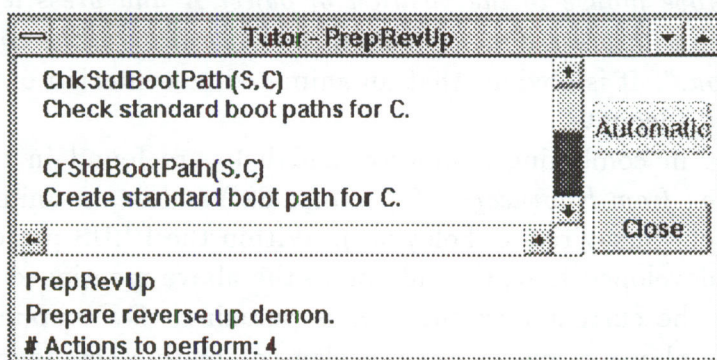 Tutor - PrepRevUp
ChkStdBootPath(S,C)
Check standard boot paths for C.
CrStdBootPath(S,C)
Create standard boot path for C.
Automatic
Close
PrepRevUp
Prepare reverse up demon.
# Actions to perform: 4